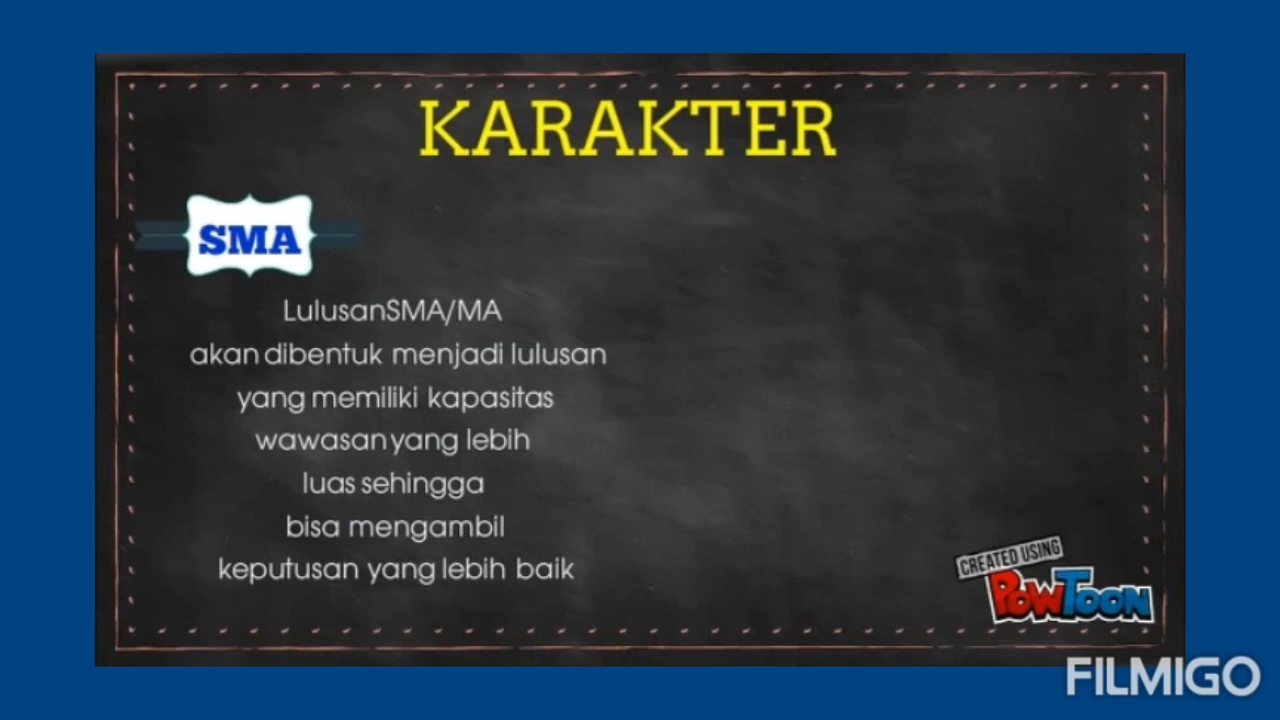 KARAKTER
SMA
LulusanSMA/MA
akan dibentuk menjadi lulusan
yang memiliki kapasitas
wawasan yang lebih
luas sehingga
bisa mengambil
keputusan yang lebih baik
CREATED USING
POWTOON
FILMIGO